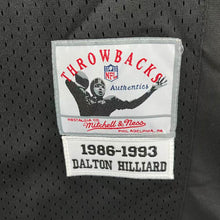 THROWBACKS
NFL
Authentics
NOSTALGIA CO.
Mitchell & Ness
PHILADELPHIA, PA.
1986-1993
DALTON HILLIARD